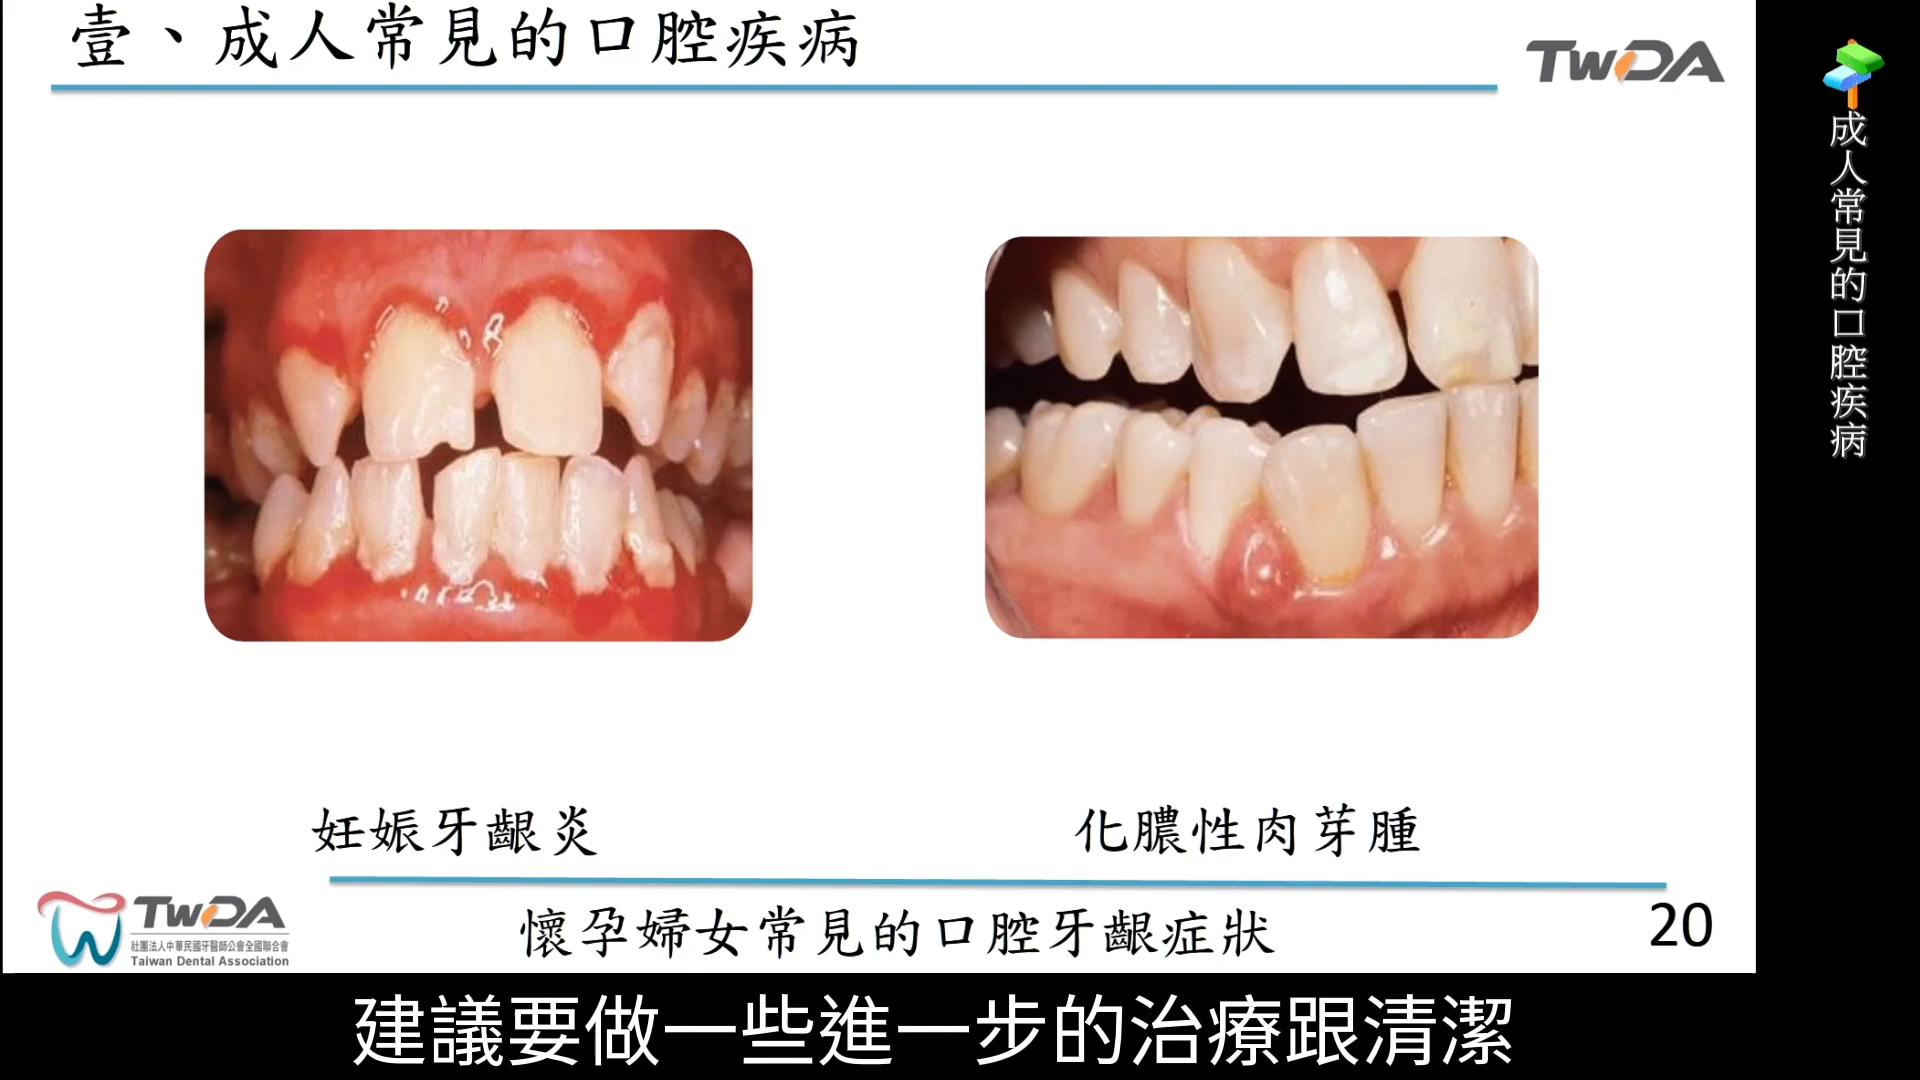 壹、成人常見的口腔疾病
TWDA
成人常見的口腔疾病
妊娠牙齦炎
化膿性肉芽腫
TWDA
社團法人中華民國牙醫師公會全國聯合會
Taiwan Dental Association
懷孕婦女常見的口腔牙齦症狀
20
建議要做一些進一步的治療跟清潔